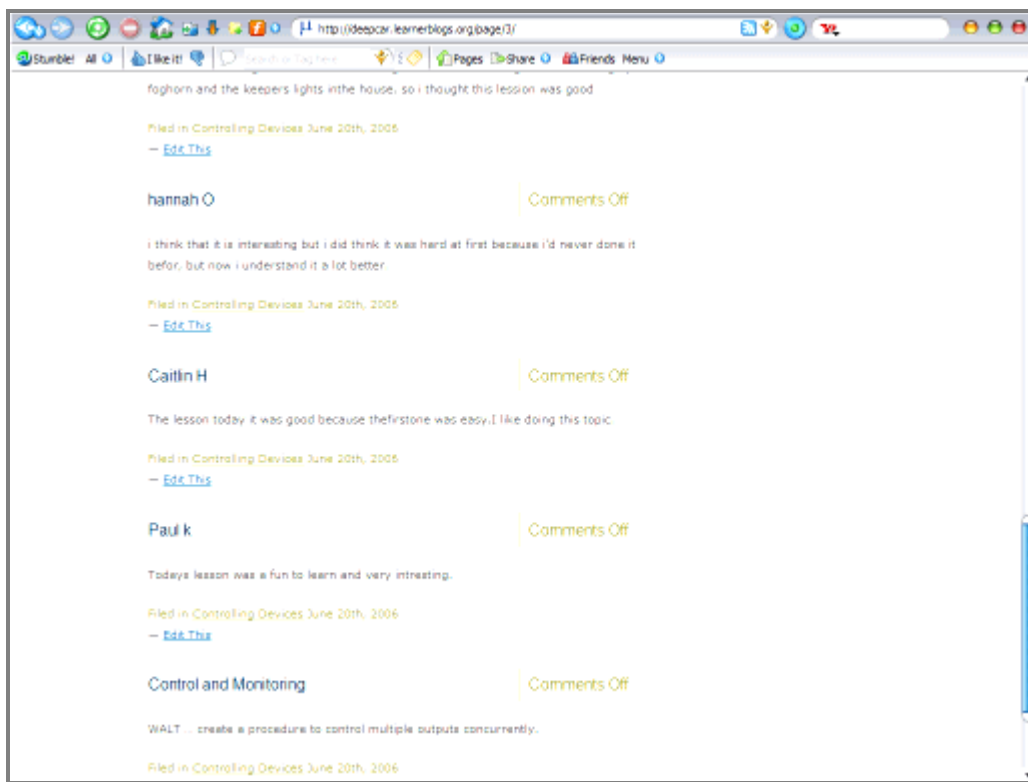 http://deepcar.learnerblogs.org/page/3/
Stumble! All I like it! Search or Tag here Pages Share Friends Menu
foghorn and the keepers lights inthe house. so i thought this lession was good
Filed in Controlling Devices June 20th, 2006
— Edit This
hannah O Comments Off
i think that it is interesting but i did think it was hard at first because i'd never done it
befor, but now i understand it a lot better
Filed in Controlling Devices June 20th, 2006
— Edit This
Caitlin H Comments Off
The lesson today it was good because thefirstone was easy.I like doing this topic
Filed in Controlling Devices June 20th, 2006
— Edit This
Paul k Comments Off
Todays lesson was a fun to learn and very intresting.
Filed in Controlling Devices June 20th, 2006
— Edit This
Control and Monitoring Comments Off
WALT... create a procedure to control multiple outputs concurrently.
Filed in Controlling Devices June 20th, 2006